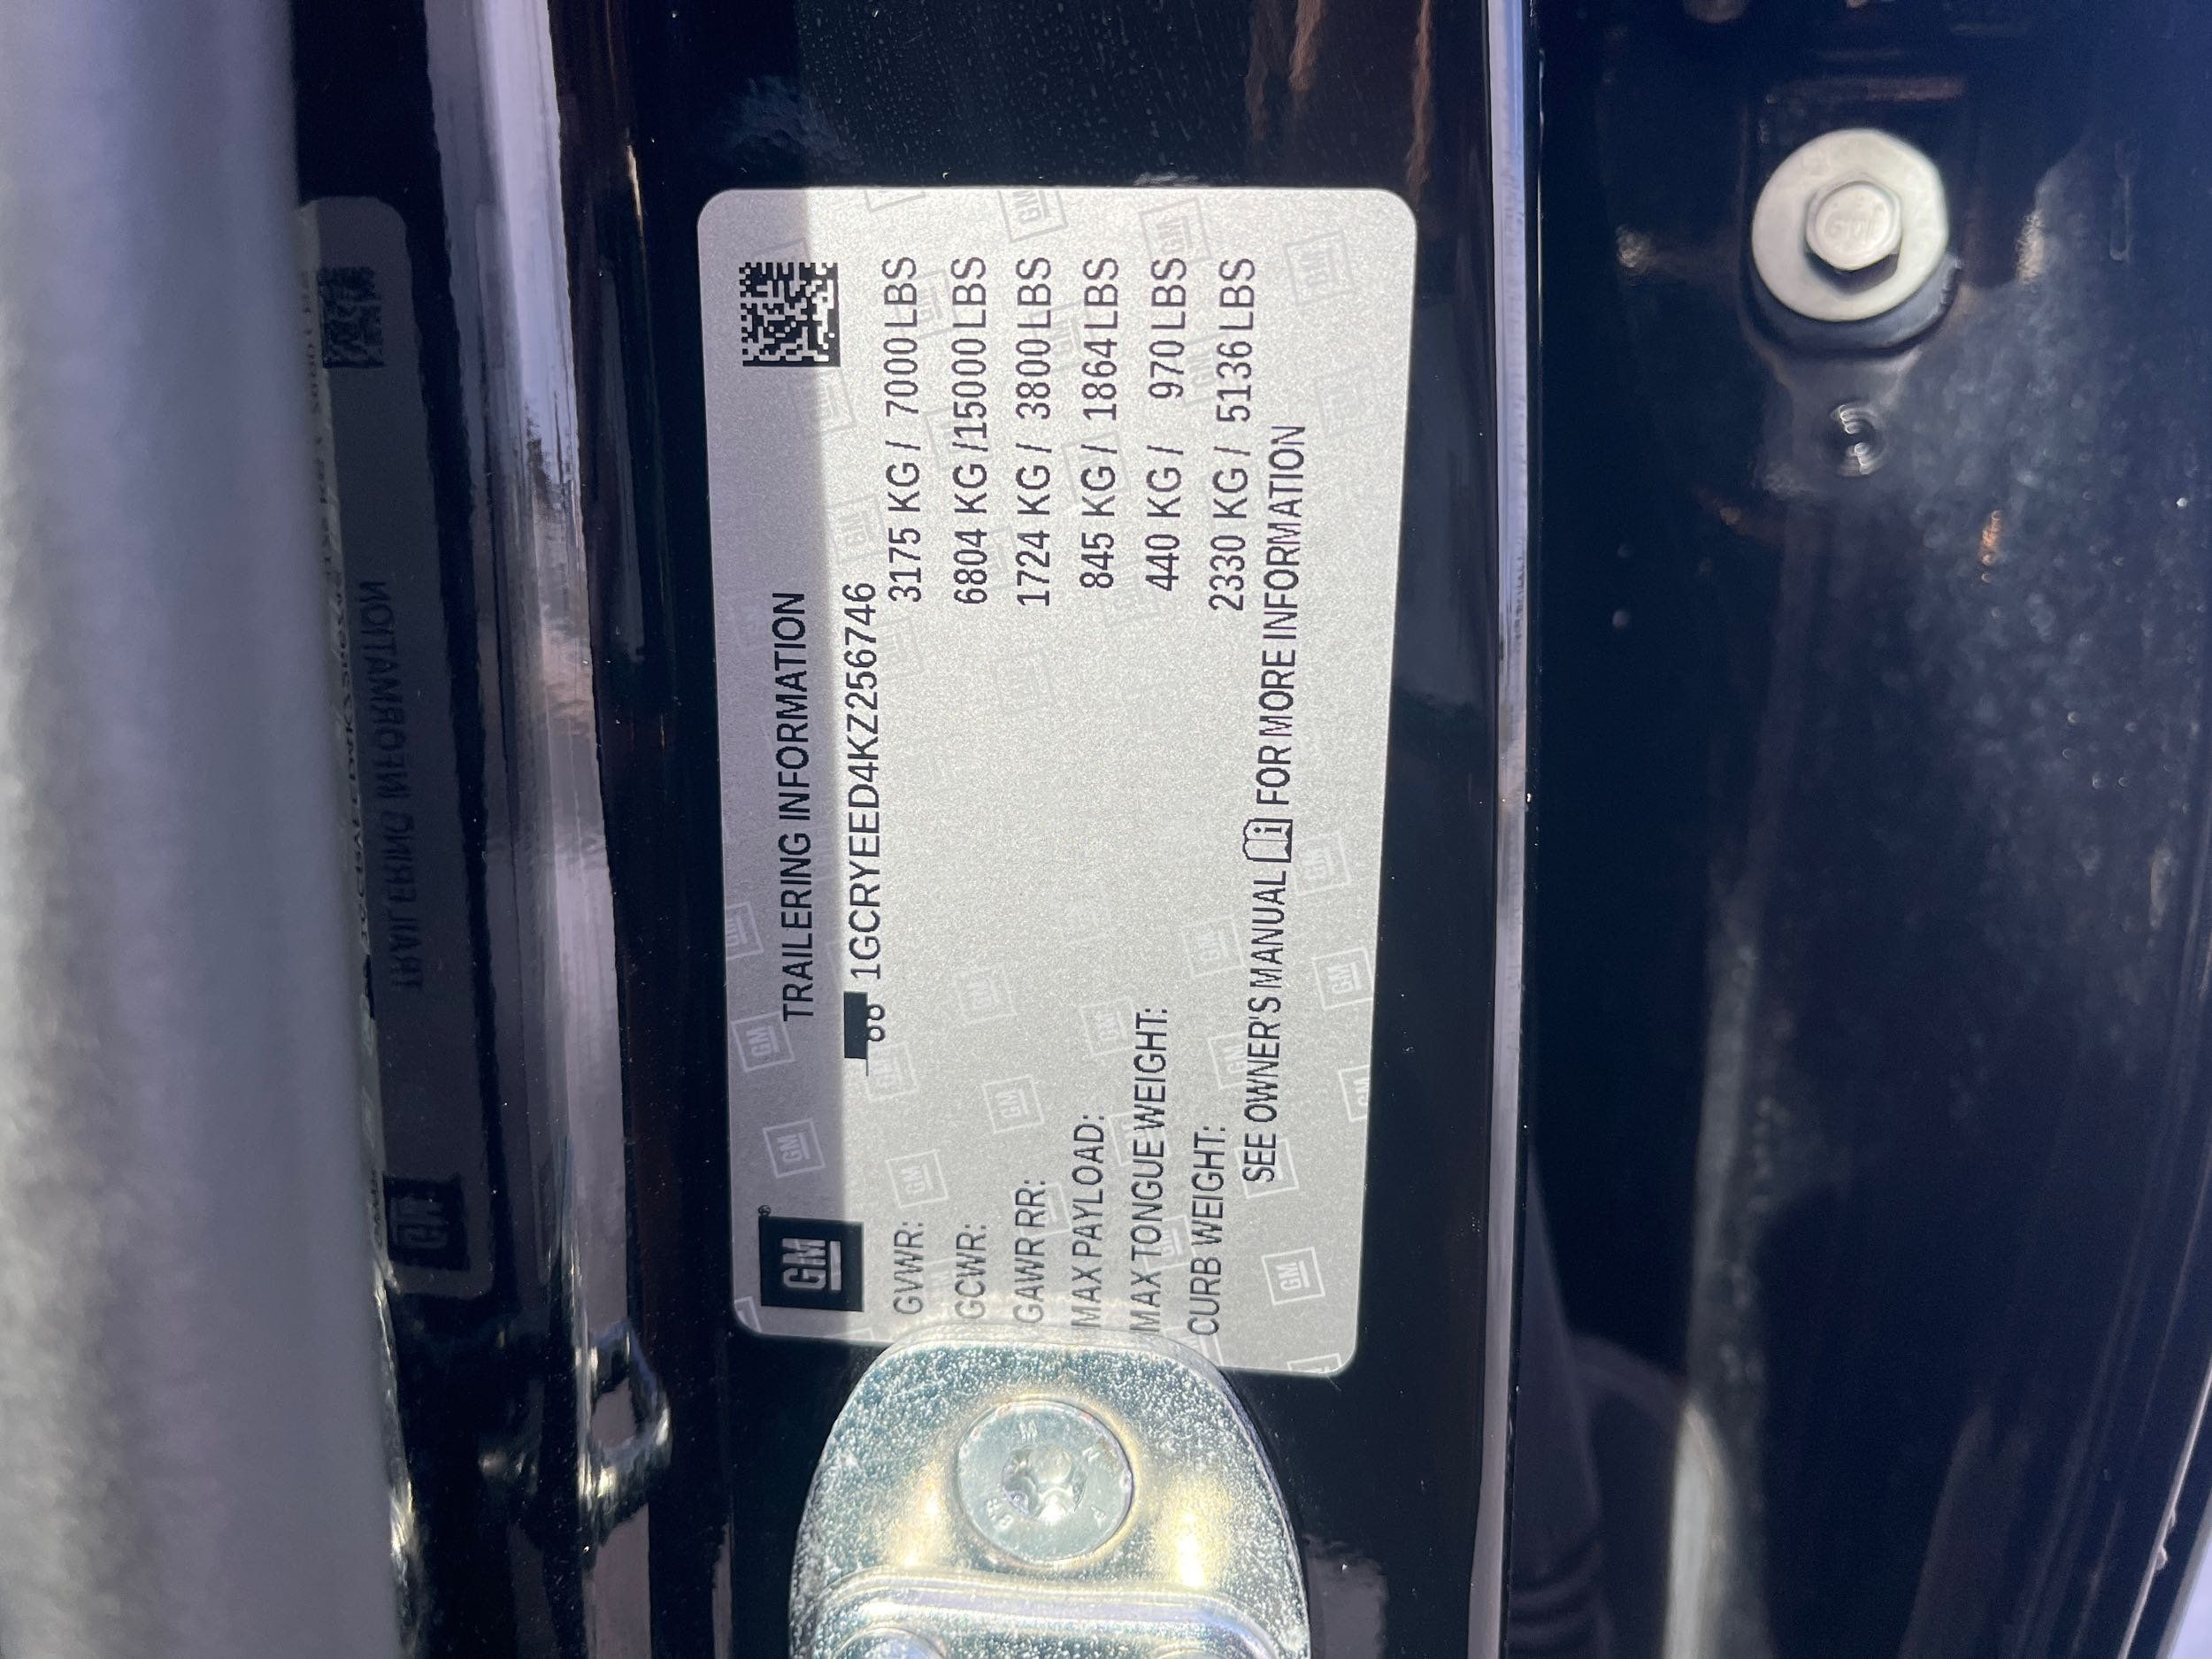 GM®
TRAILERING INFORMATION
1GCRYEED4KZ256746
GVWR: 3175 KG / 7000 LBS
GCWR: 6804 KG /15000 LBS
GAWR RR: 1724 KG / 3800 LBS
MAX PAYLOAD: 845 KG / 1864 LBS
MAX TONGUE WEIGHT: 440 KG / 970 LBS
CURB WEIGHT: 2330 KG / 5136 LBS
SEE OWNER'S MANUAL FOR MORE INFORMATION